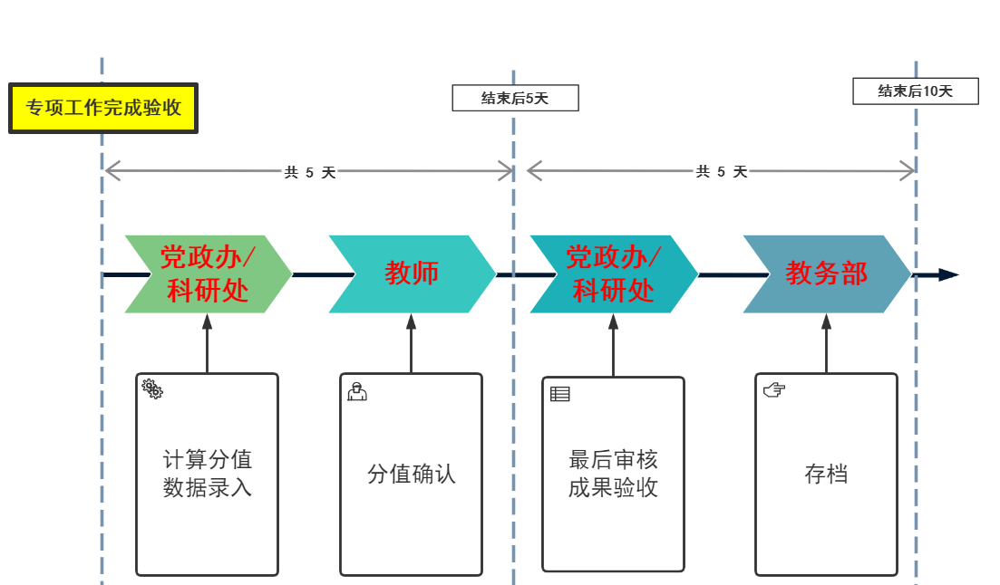 专项工作完成验收
结束后5天
结束后10天
共 5 天
共 5 天
党政办/
科研处
教师
党政办/
科研处
教务部
计算分值
数据录入
分值确认
最后审核
成果验收
存档